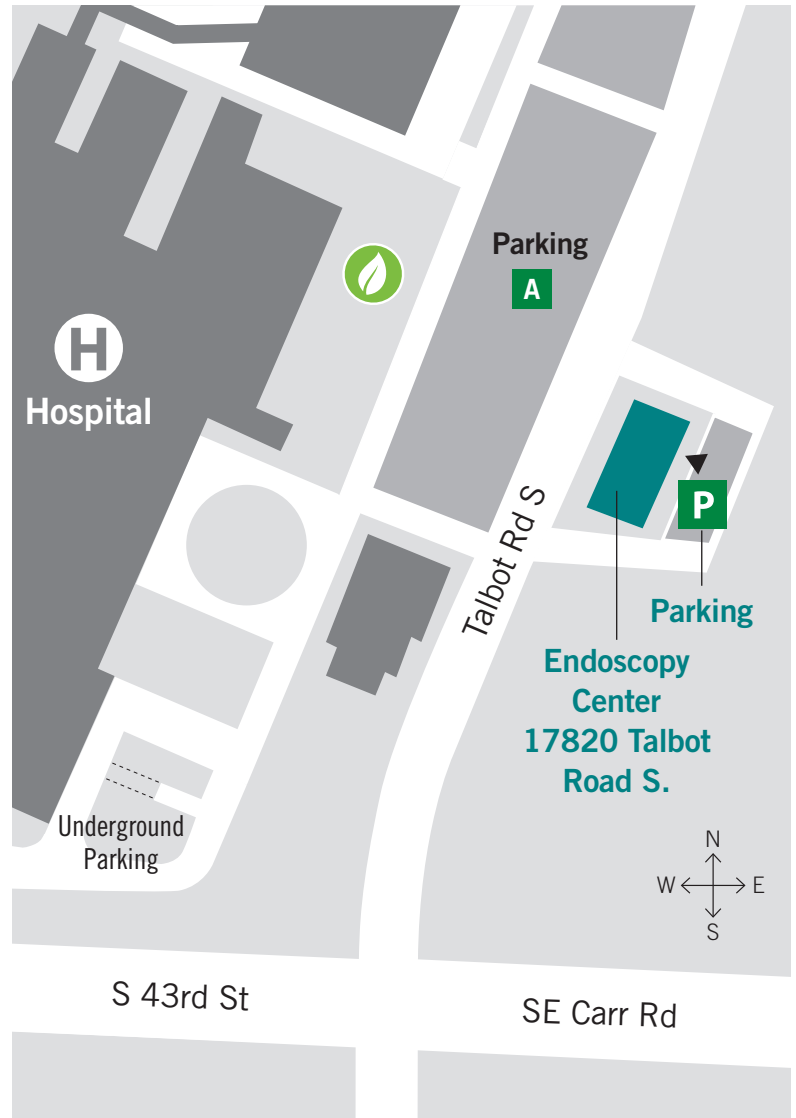 Parking
A
H
Hospital
Talbot Rd S
P
Parking
Endoscopy
Center
17820 Talbot
Road S.
Underground
Parking
N
W E
S
S 43rd St
SE Carr Rd